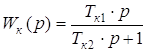 Wк(p) = Tк1 · p / Tк2 · p + 1